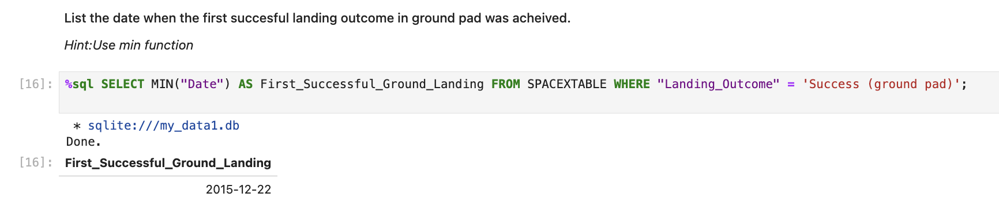 List the date when the first succesful landing outcome in ground pad was acheived.
Hint:Use min function
[16]: %sql SELECT MIN("Date") AS First_Successful_Ground_Landing FROM SPACEXTABLE WHERE "Landing_Outcome" = 'Success (ground pad)';
* sqlite:///my_data1.db
Done.
[16]: First_Successful_Ground_Landing
2015-12-22